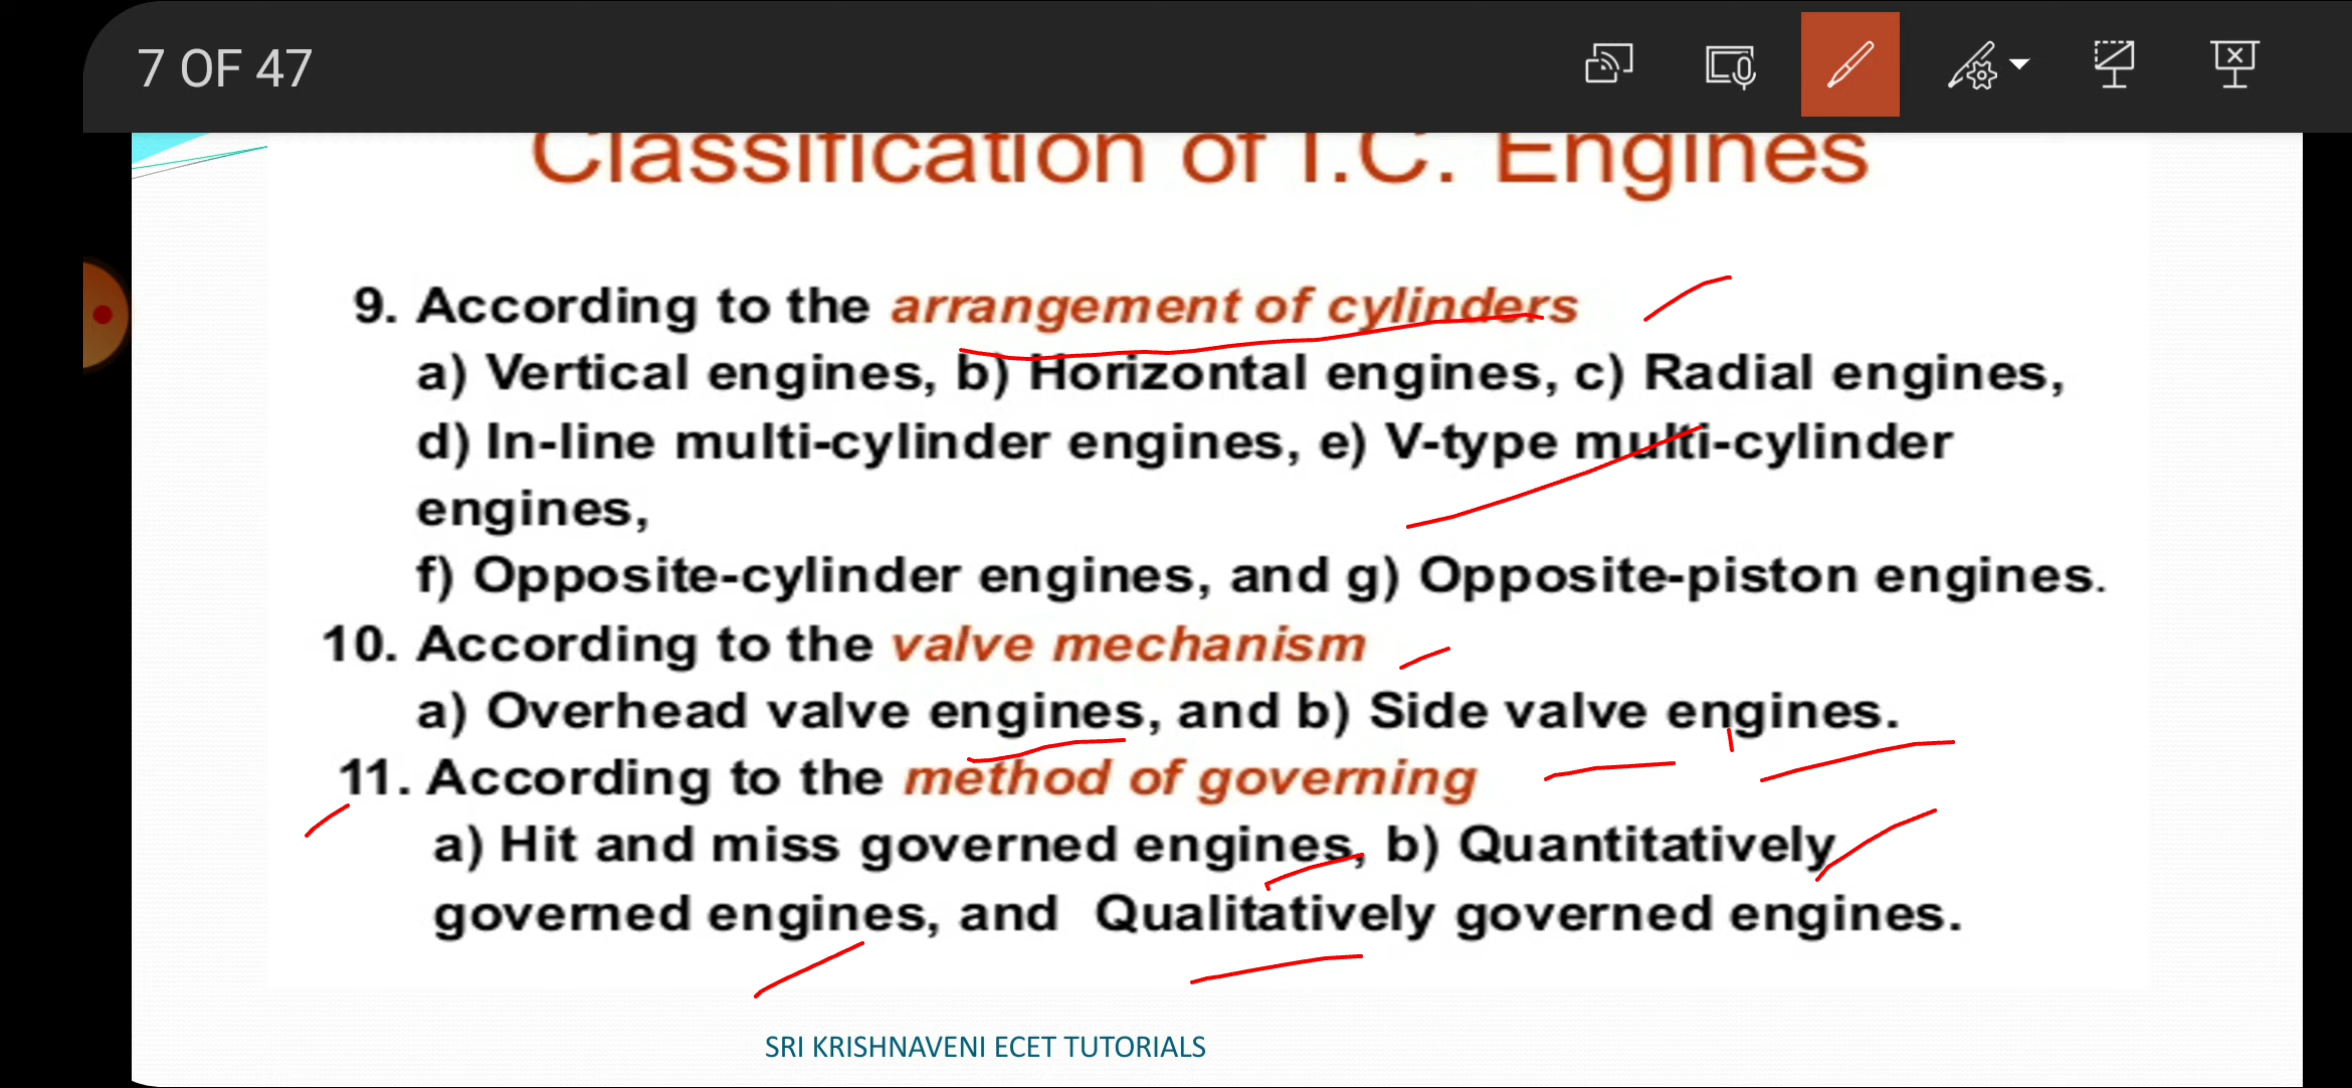 7 OF 47
Classification of I.C. Engines
9. According to the arrangement of cylinders
a) Vertical engines, b) Horizontal engines, c) Radial engines,
d) In-line multi-cylinder engines, e) V-type multi-cylinder
engines,
f) Opposite-cylinder engines, and g) Opposite-piston engines.
10. According to the valve mechanism
a) Overhead valve engines, and b) Side valve engines.
11. According to the method of governing
a) Hit and miss governed engines, b) Quantitatively
governed engines, and Qualitatively governed engines.
SRI KRISHNAVENI ECET TUTORIALS